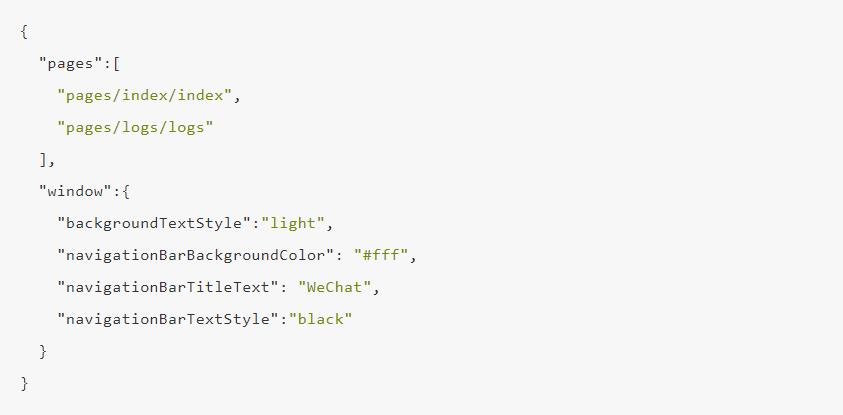 {
  "pages":[
    "pages/index/index",
    "pages/logs/logs"
  ],
  "window":{
    "backgroundTextStyle":"light",
    "navigationBarBackgroundColor": "#fff",
    "navigationBarTitleText": "WeChat",
    "navigationBarTextStyle":"black"
  }
}